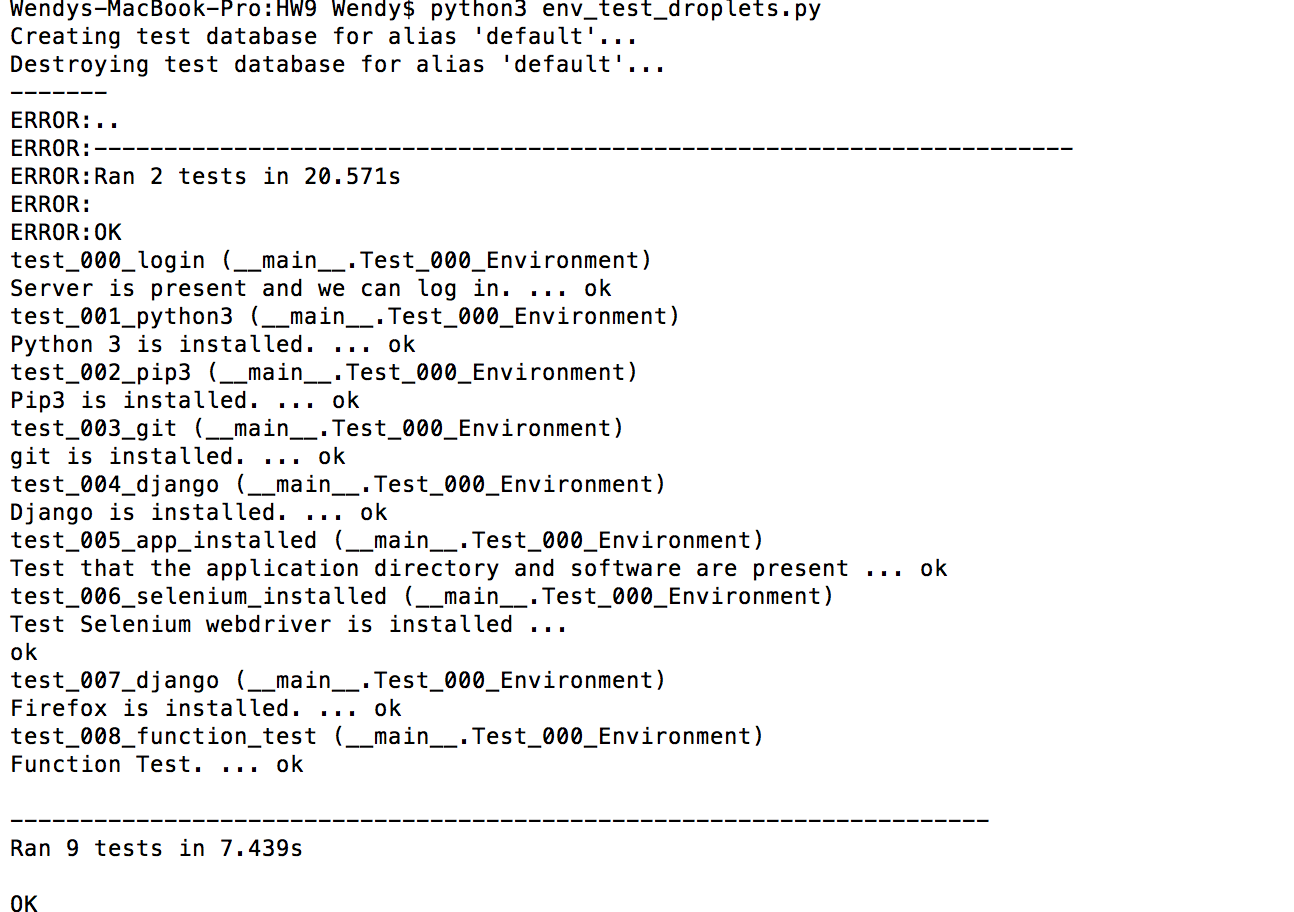 Wendys-MacBook-Pro:HW9 Wendy$ python3 env_test_droplets.py
Creating test database for alias 'default'...
Destroying test database for alias 'default'...
-------
ERROR:..
ERROR:----------------------------------------------------------------------
ERROR:Ran 2 tests in 20.571s
ERROR:
ERROR:OK
test_000_login (__main__.Test_000_Environment)
Server is present and we can log in. ... ok
test_001_python3 (__main__.Test_000_Environment)
Python 3 is installed. ... ok
test_002_pip3 (__main__.Test_000_Environment)
Pip3 is installed. ... ok
test_003_git (__main__.Test_000_Environment)
git is installed. ... ok
test_004_django (__main__.Test_000_Environment)
Django is installed. ... ok
test_005_app_installed (__main__.Test_000_Environment)
Test that the application directory and software are present ... ok
test_006_selenium_installed (__main__.Test_000_Environment)
Test Selenium webdriver is installed ...
ok
test_007_django (__main__.Test_000_Environment)
Firefox is installed. ... ok
test_008_function_test (__main__.Test_000_Environment)
Function Test. ... ok
----------------------------------------------------------------------
Ran 9 tests in 7.439s
OK